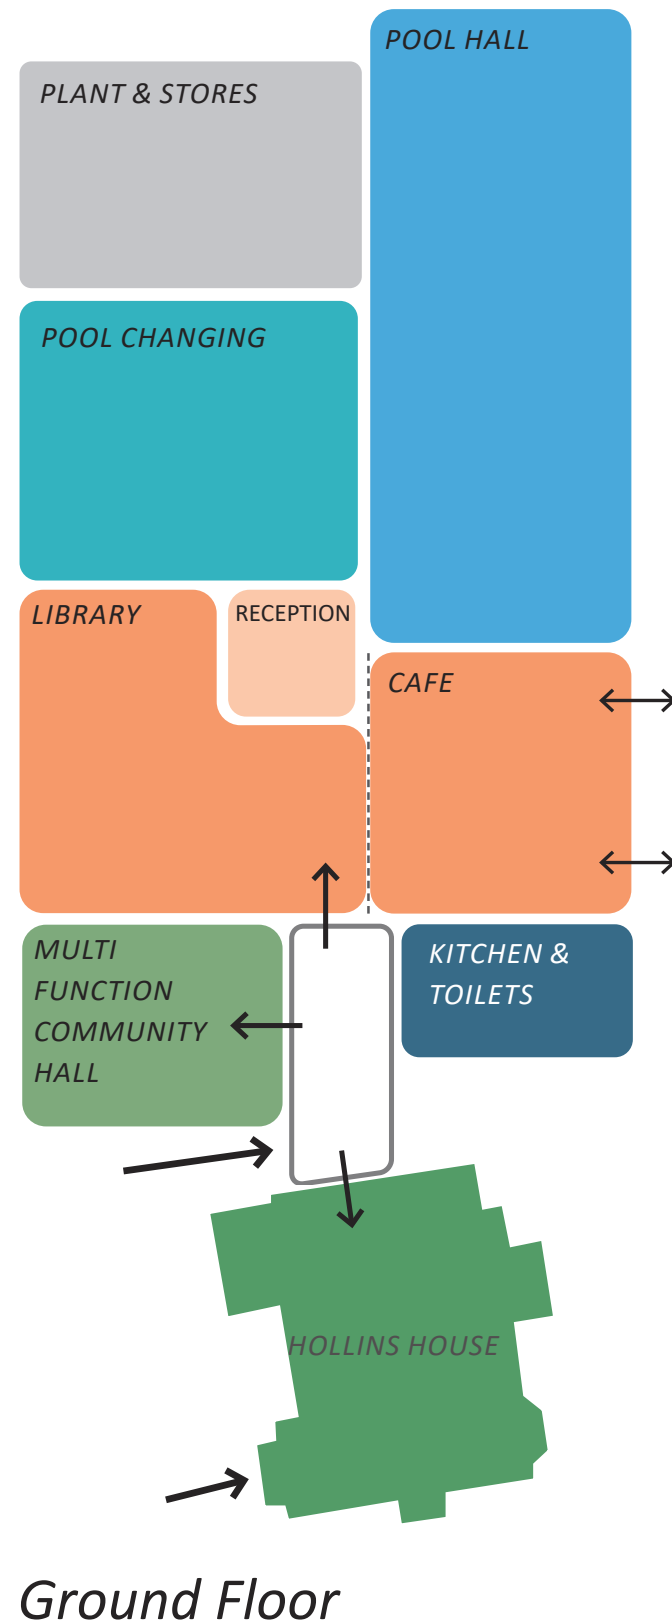 POOL HALL
PLANT & STORES
POOL CHANGING
LIBRARY
RECEPTION
CAFE
MULTI
FUNCTION
COMMUNITY
HALL
KITCHEN &
TOILETS
HOLLINS HOUSE
Ground Floor